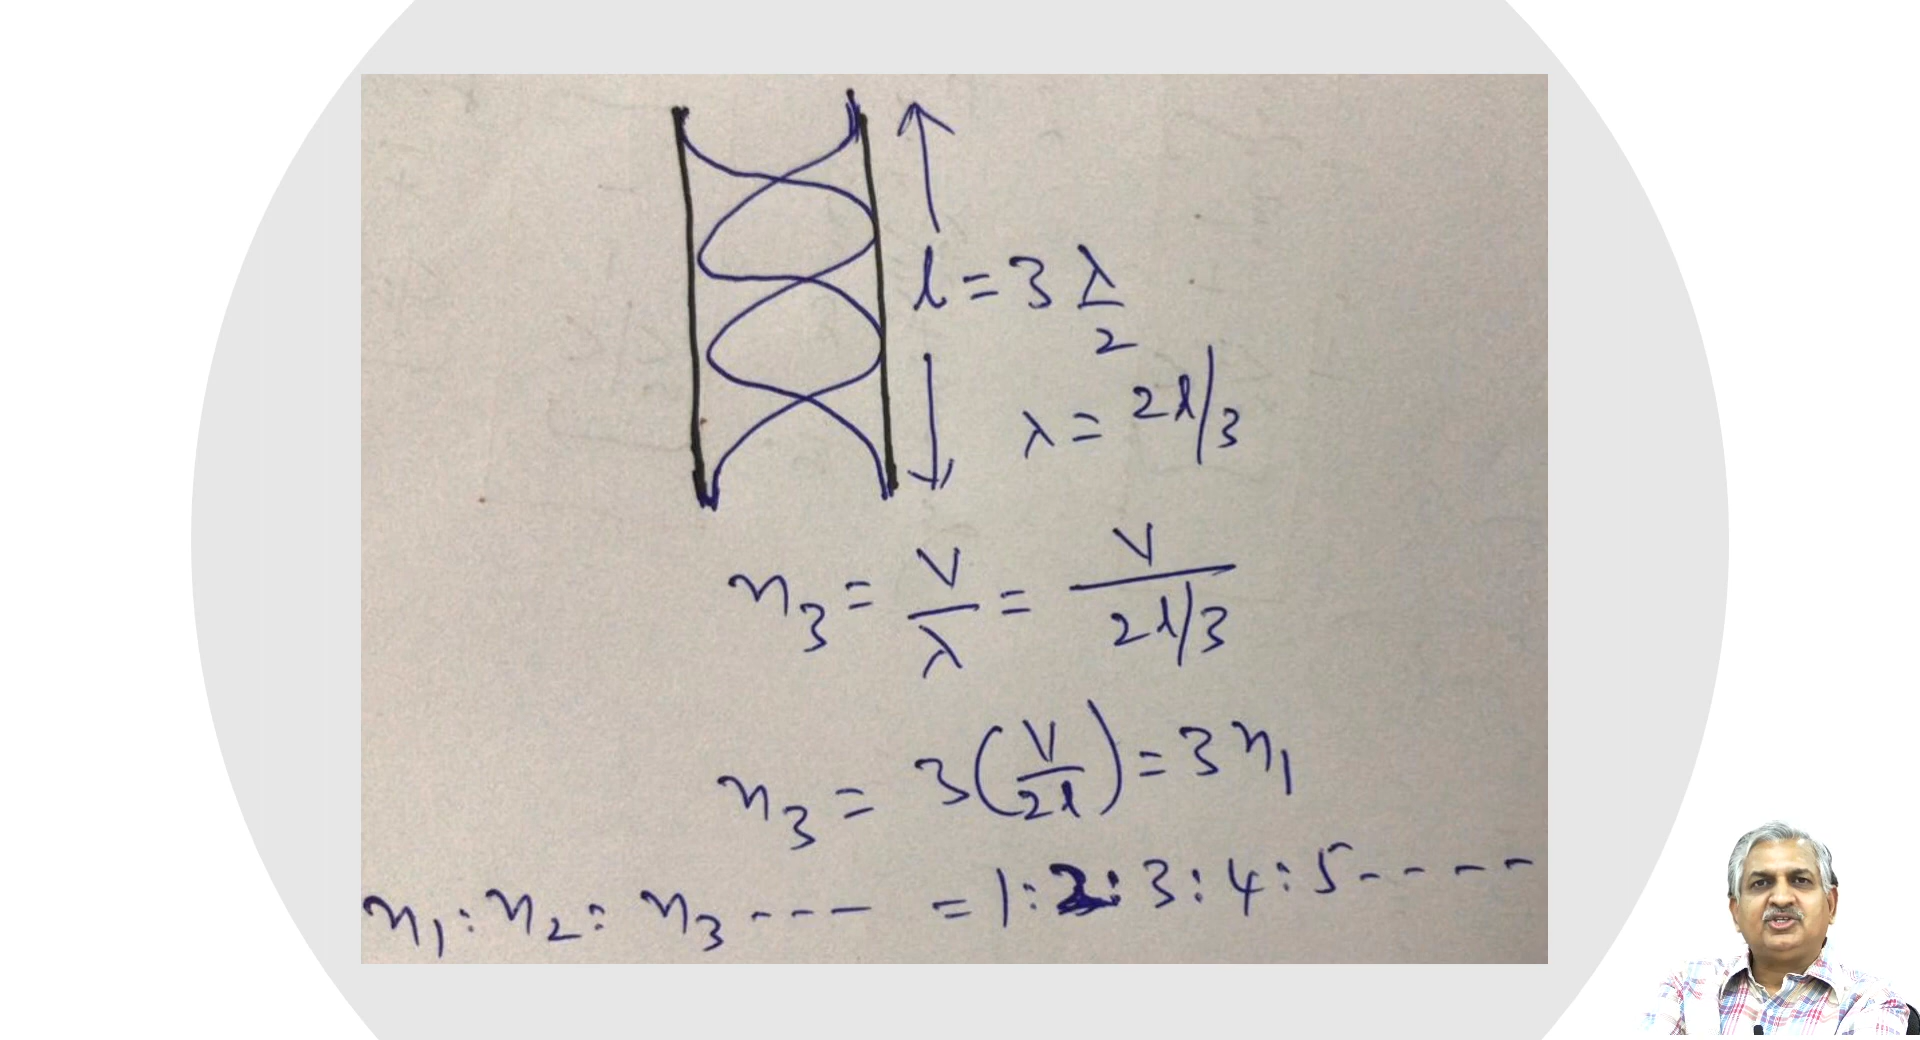 l = 3 λ/2
λ = 2l/3
n₃ = V/λ = V/(2l/3)
n₃ = 3(V/2l) = 3n₁
n₁ : n₂ : n₃ --- = 1 : 2 : 3 : 4 : 5 - - - -